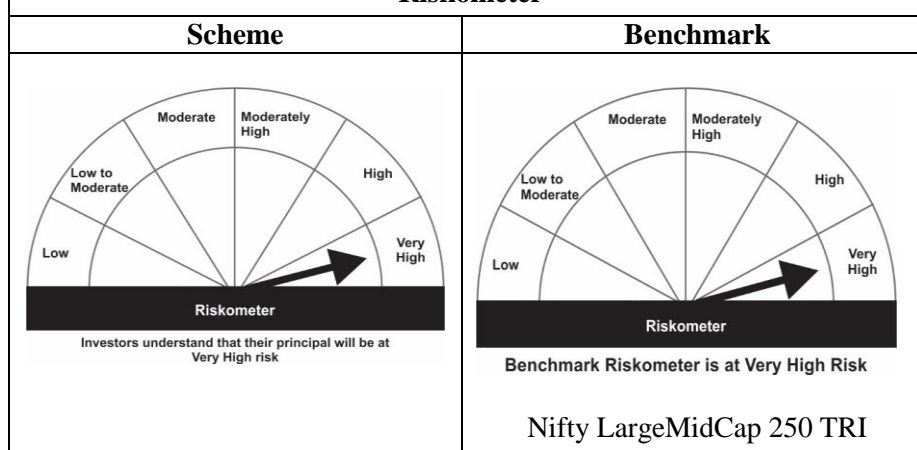 Riskometer
Scheme
Benchmark
Moderate
Moderately
High
Low to
Moderate
High
Low
Very
High
Riskometer
Investors understand that their principal will be at
Very High risk
Moderate
Moderately
High
Low to
Moderate
High
Low
Very
High
Riskometer
Benchmark Riskometer is at Very High Risk
Nifty LargeMidCap 250 TRI